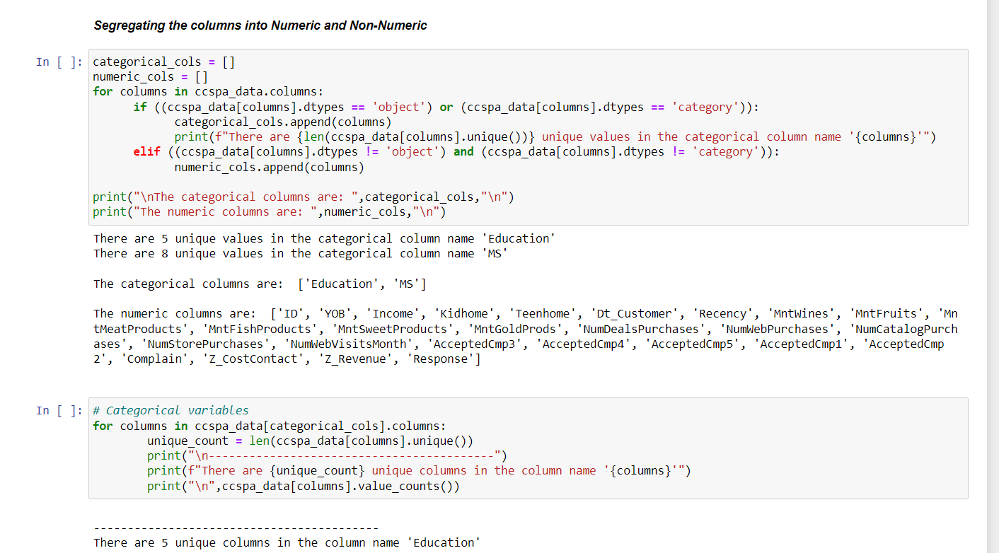 Segregating the columns into Numeric and Non-Numeric
In [ ]: categorical_cols = []
numeric_cols = []
for columns in ccspa_data.columns:
      if ((ccspa_data[columns].dtypes == 'object') or (ccspa_data[columns].dtypes == 'category')):
            categorical_cols.append(columns)
            print(f"There are {len(ccspa_data[columns].unique())} unique values in the categorical column name '{columns}'")
      elif ((ccspa_data[columns].dtypes != 'object') and (ccspa_data[columns].dtypes != 'category')):
            numeric_cols.append(columns)
print("\nThe categorical columns are: ",categorical_cols,"\n")
print("The numeric columns are: ",numeric_cols,"\n")
There are 5 unique values in the categorical column name 'Education'
There are 8 unique values in the categorical column name 'MS'
The categorical columns are:  ['Education', 'MS']
The numeric columns are:  ['ID', 'YOB', 'Income', 'Kidhome', 'Teenhome', 'Dt_Customer', 'Recency', 'MntWines', 'MntFruits', 'Mn
tMeatProducts', 'MntFishProducts', 'MntSweetProducts', 'MntGoldProds', 'NumDealsPurchases', 'NumWebPurchases', 'NumCatalogPurch
ases', 'NumStorePurchases', 'NumWebVisitsMonth', 'AcceptedCmp3', 'AcceptedCmp4', 'AcceptedCmp5', 'AcceptedCmp1', 'AcceptedCmp
2', 'Complain', 'Z_CostContact', 'Z_Revenue', 'Response']
In [ ]: # Categorical variables
for columns in ccspa_data[categorical_cols].columns:
        unique_count = len(ccspa_data[columns].unique())
        print("\n------------------------------------------")
        print(f"There are {unique_count} unique columns in the column name '{columns}'")
        print("\n",ccspa_data[columns].value_counts())
------------------------------------------
There are 5 unique columns in the column name 'Education'